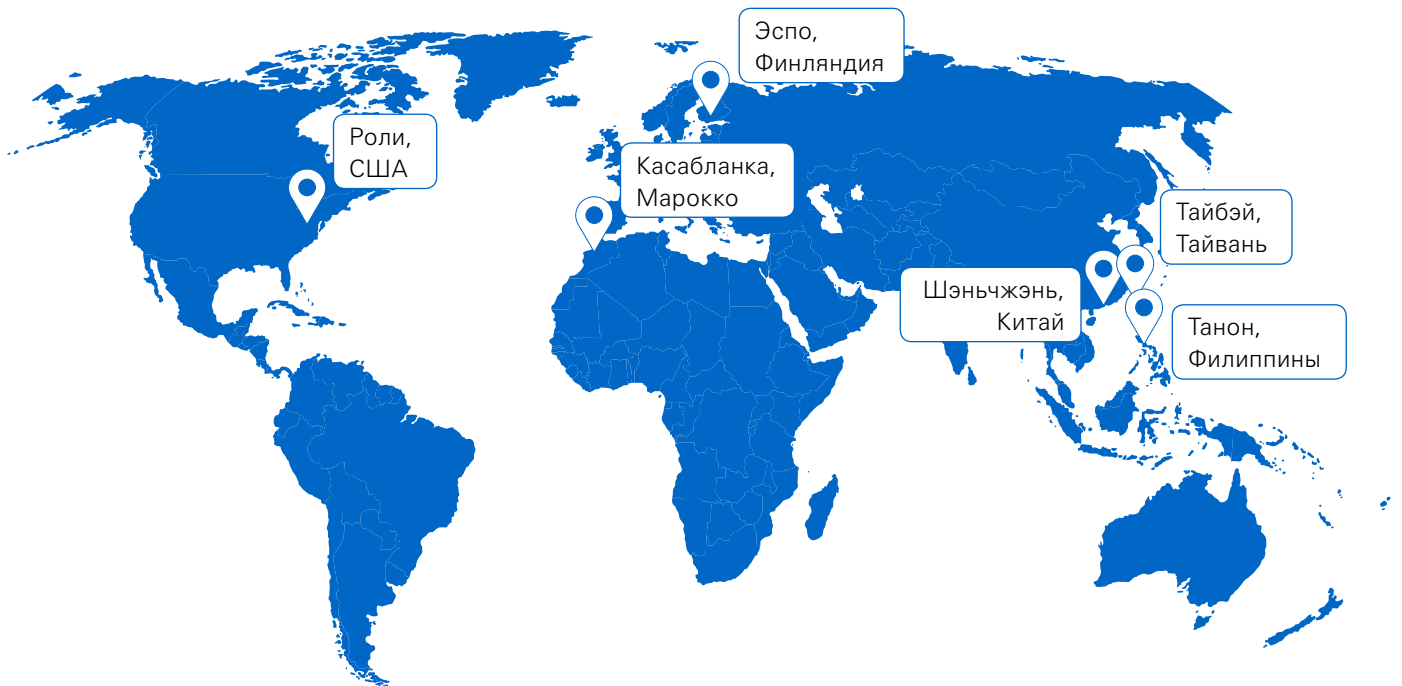 Эспо,
Финляндия
Роли,
США
Касабланка,
Марокко
Тайбэй,
Тайвань
Шэньчжэнь,
Китай
Танон,
Филиппины